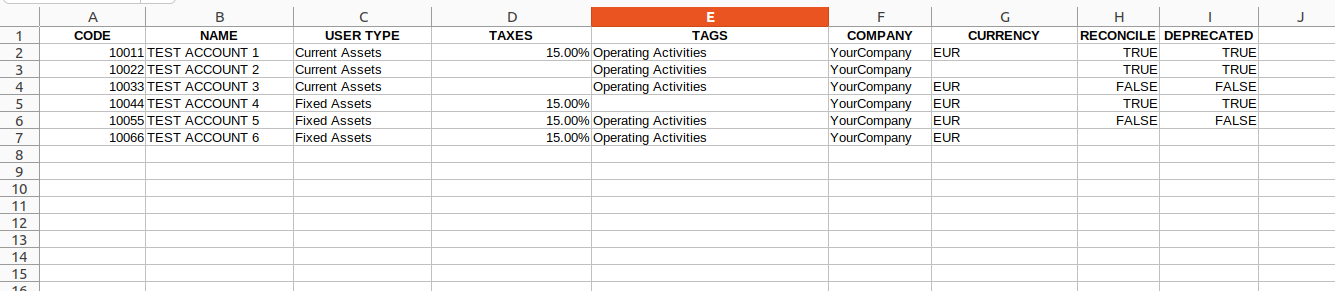 A B C D E F G H I J
1 CODE NAME USER TYPE TAXES TAGS COMPANY CURRENCY RECONCILE DEPRECATED
2 10011 TEST ACCOUNT 1 Current Assets 15.00% Operating Activities YourCompany EUR TRUE TRUE
3 10022 TEST ACCOUNT 2 Current Assets Operating Activities YourCompany TRUE TRUE
4 10033 TEST ACCOUNT 3 Current Assets Operating Activities YourCompany EUR FALSE FALSE
5 10044 TEST ACCOUNT 4 Fixed Assets 15.00% YourCompany EUR TRUE TRUE
6 10055 TEST ACCOUNT 5 Fixed Assets 15.00% Operating Activities YourCompany EUR FALSE FALSE
7 10066 TEST ACCOUNT 6 Fixed Assets 15.00% Operating Activities YourCompany EUR
8
9
10
11
12
13
14
15
16